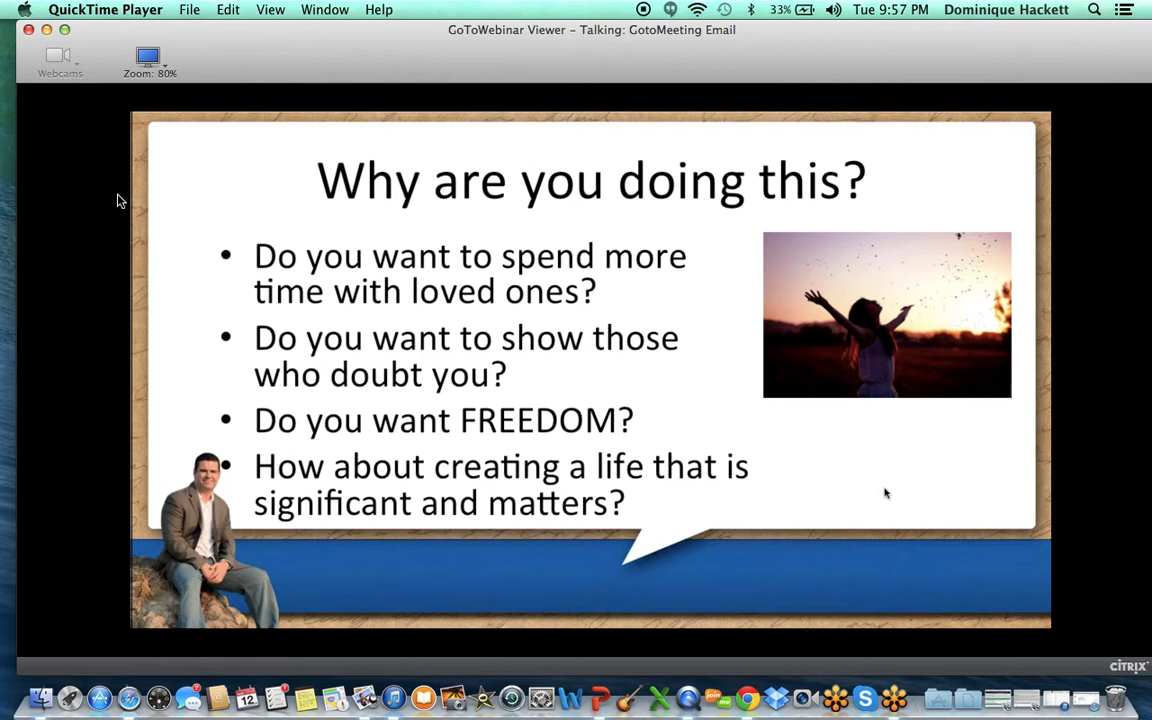 QuickTime Player File Edit View Window Help 33% Tue 9:57 PM Dominique Hackett
GoToWebinar Viewer – Talking: GotoMeeting Email
Webcams Zoom: 80%
Why are you doing this?
• Do you want to spend more
time with loved ones?
• Do you want to show those
who doubt you?
• Do you want FREEDOM?
• How about creating a life that is
significant and matters?
CITRIX